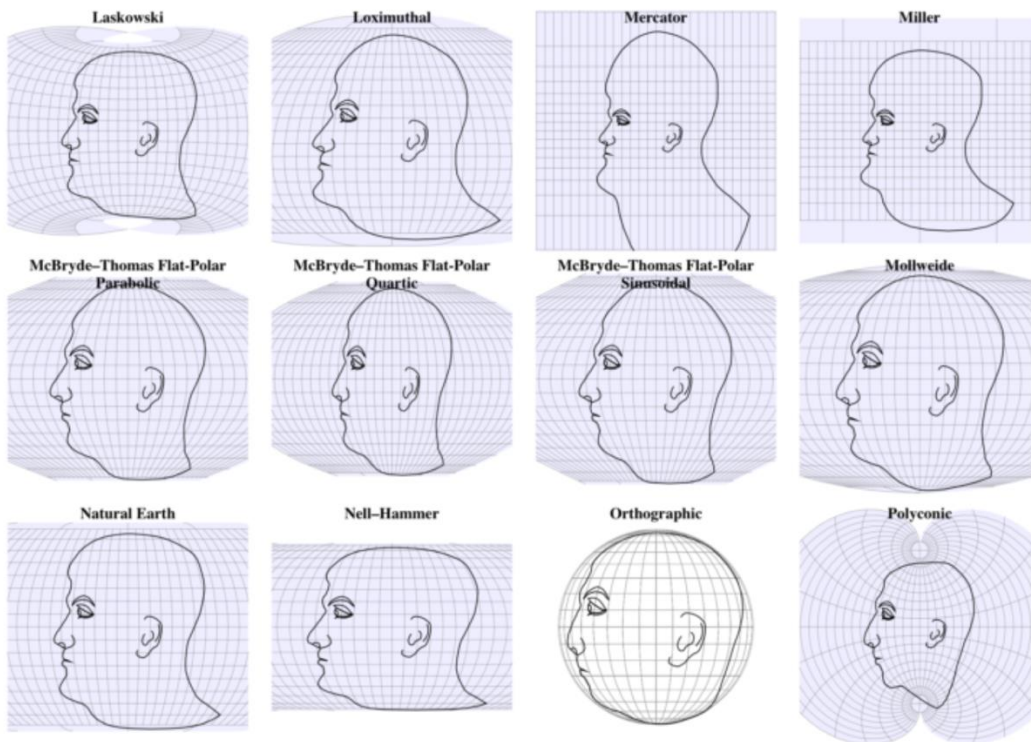 Laskowski
Loximuthal
Mercator
Miller
McBryde–Thomas Flat-Polar
Parabolic
McBryde–Thomas Flat-Polar
Quartic
McBryde–Thomas Flat-Polar
Sinusoidal
Mollweide
Natural Earth
Nell–Hammer
Orthographic
Polyconic